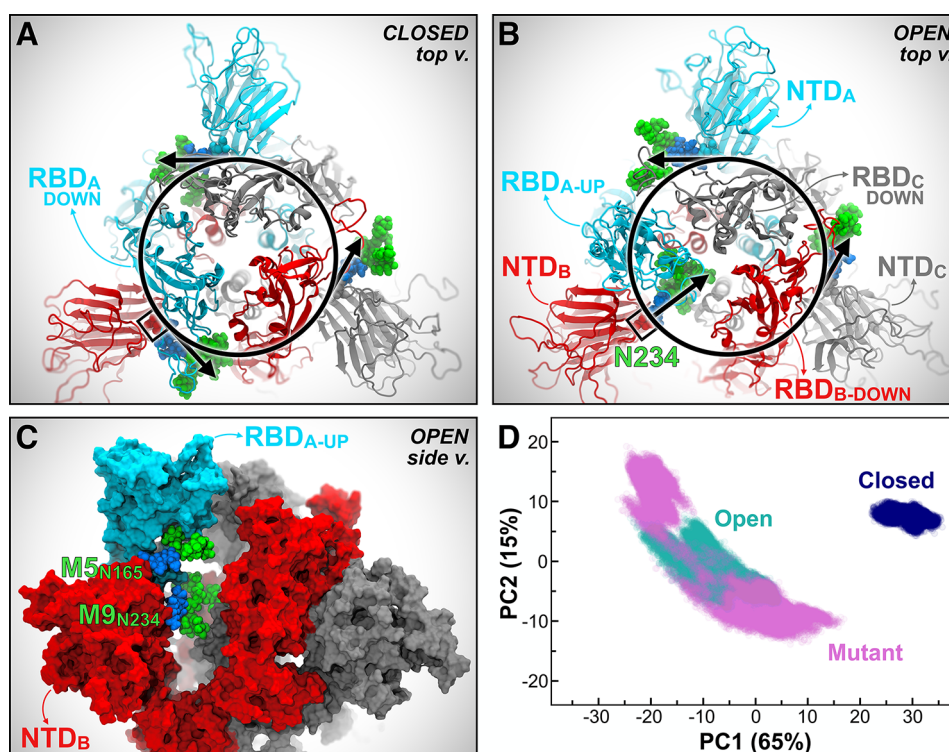 A
CLOSED
top v.
RBDA
DOWN
B
OPEN
top v.
NTDA
RBDA-UP
RBDC
DOWN
NTDB
NTDC
N234
RBDB-DOWN
C
OPEN
side v.
RBDA-UP
M5N165
M9N234
NTDB
D
20
10
0
-10
-20
PC2 (15%)
Closed
Open
Mutant
-30
-20
-10
0
10
20
30
PC1 (65%)